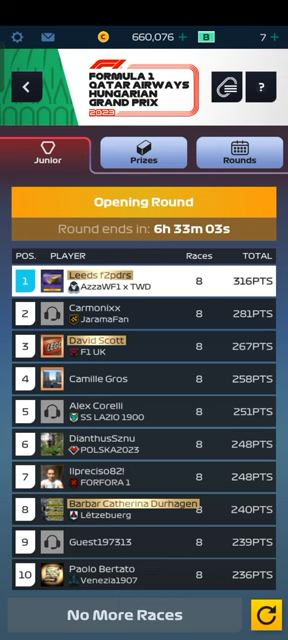 660,076 +
B
7 +
F1
FORMULA 1
QATAR AIRWAYS
HUNGARIAN
GRAND PRIX
2023
?
Junior
Prizes
Rounds
Opening Round
Round ends in: 6h 33m 03s
POS. PLAYER Races TOTAL
1 Leeds f2pdrs 8 316PTS
AzzaWF1 x TWD
2 Carmonixx 8 281PTS
JaramaFan
3 David Scott 8 267PTS
F1 UK
4 Camille Gros 8 258PTS
5 Alex Corelli 8 251PTS
SS LAZIO 1900
6 DianthusSznu 8 248PTS
POLSKA2023
7 Ilpreciso82! 8 248PTS
FORFORA 1
8 Barbar Catherina Durhagen 8 240PTS
Lëtzebuerg
9 Guest197313 8 239PTS
10 Paolo Bertato 8 236PTS
Venezia1907
No More Races